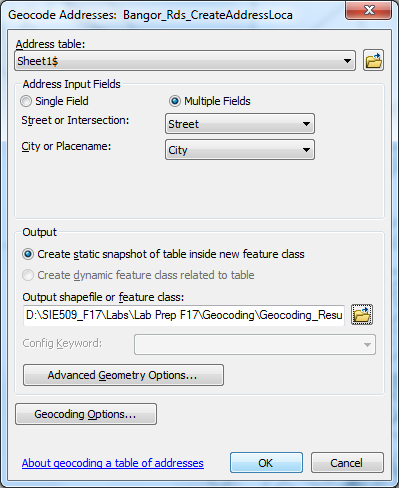 Geocode Addresses: Bangor_Rds_CreateAddressLoca
Address table:
Sheet1$
Address Input Fields
Single Field Multiple Fields
Street or Intersection: Street
City or Placename: City
Output
Create static snapshot of table inside new feature class
Create dynamic feature class related to table
Output shapefile or feature class:
D:\SIE509_F17\Labs\Lab Prep F17\Geocoding\Geocoding_Resu
Config Keyword:
Advanced Geometry Options...
Geocoding Options...
About geocoding a table of addresses OK Cancel